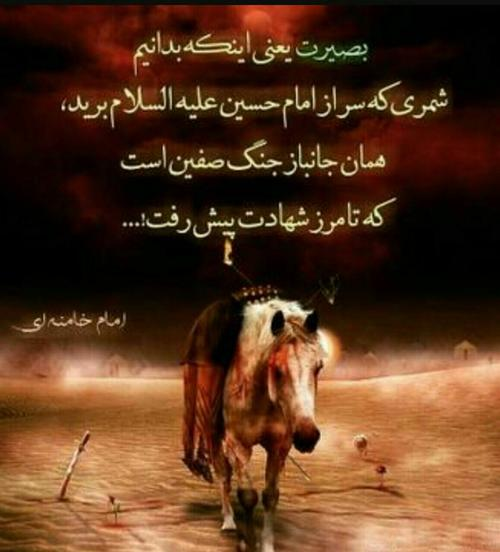 بصیرت یعنی اینکه بدانیم
شمری که سر از امام حسین علیه السلام برید،
همان جانباز جنگ صفین است
که تا مرز شهادت پیش رفت!...
امام خامنه ای